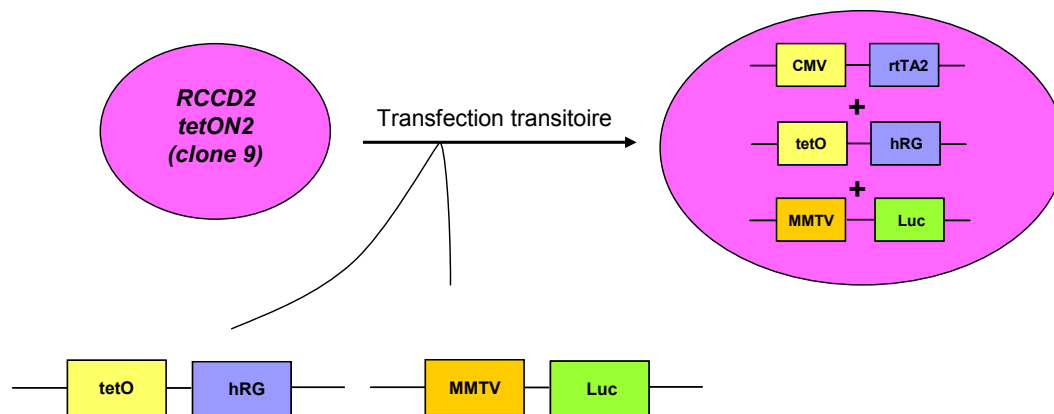 RCCD2
tetON2
(clone 9)
Transfection transitoire
CMV rtTA2
+
tetO hRG
+
MMTV Luc
tetO hRG MMTV Luc